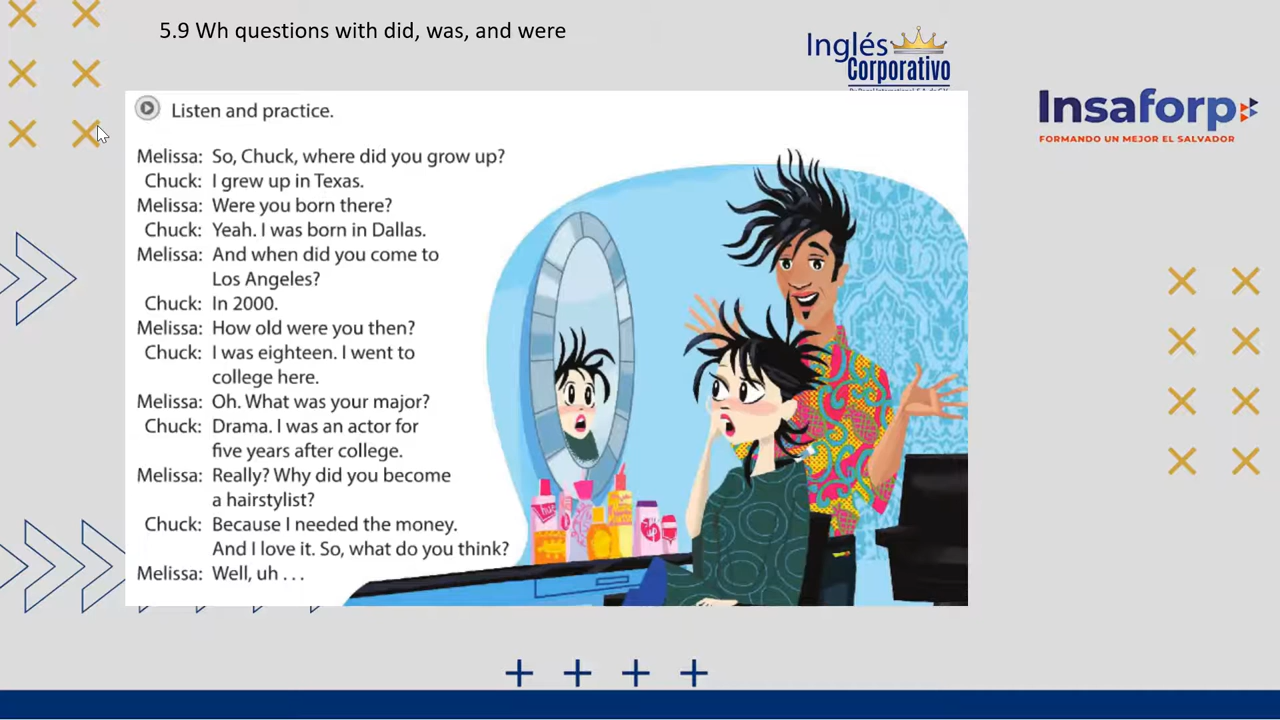 5.9 Wh questions with did, was, and were
Inglés
Corporativo
Insaforp
FORMANDO UN MEJOR EL SALVADOR
Listen and practice.
Melissa: So, Chuck, where did you grow up?
Chuck: I grew up in Texas.
Melissa: Were you born there?
Chuck: Yeah. I was born in Dallas.
Melissa: And when did you come to
Los Angeles?
Chuck: In 2000.
Melissa: How old were you then?
Chuck: I was eighteen. I went to
college here.
Melissa: Oh. What was your major?
Chuck: Drama. I was an actor for
five years after college.
Melissa: Really? Why did you become
a hairstylist?
Chuck: Because I needed the money.
And I love it. So, what do you think?
Melissa: Well, uh . . .